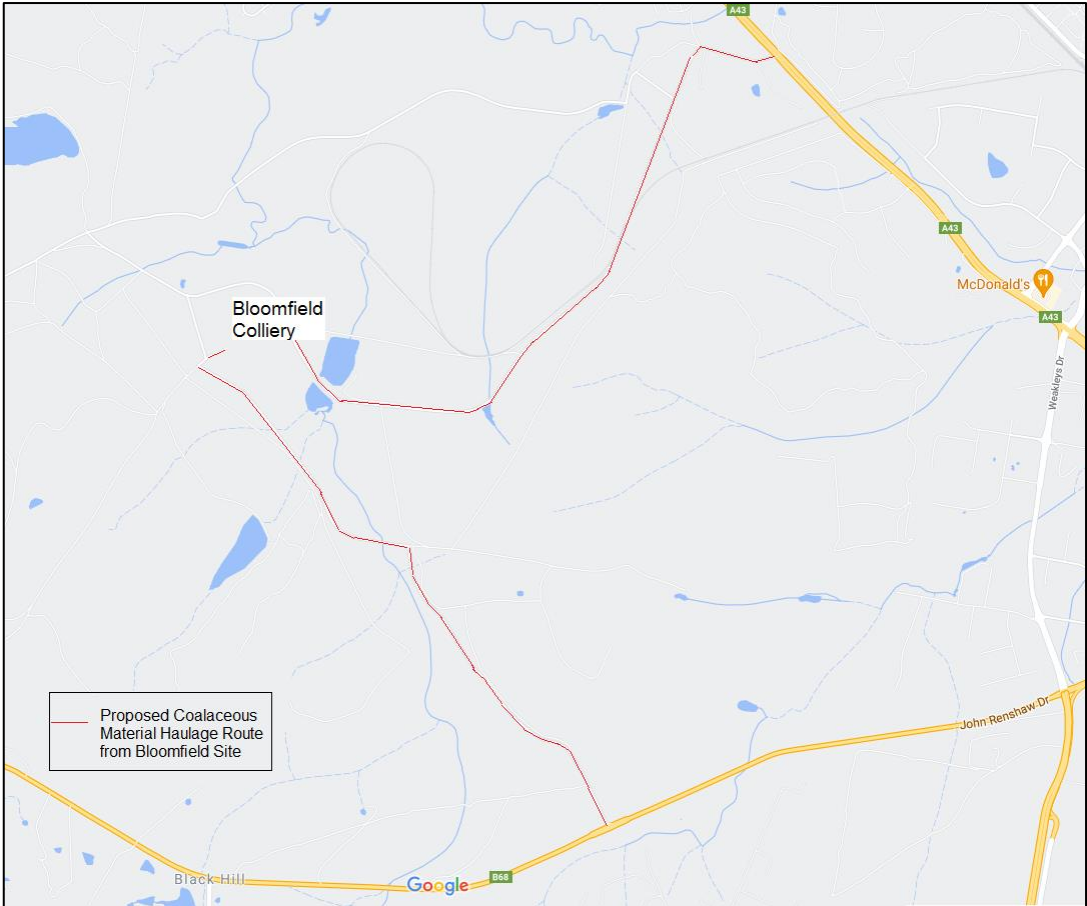 A43
A43
McDonald's
A43
Bloomfield
Colliery
Weakleys Dr
John Renshaw Dr
Proposed Coalaceous
Material Haulage Route
from Bloomfield Site
Black Hill
Google
B68